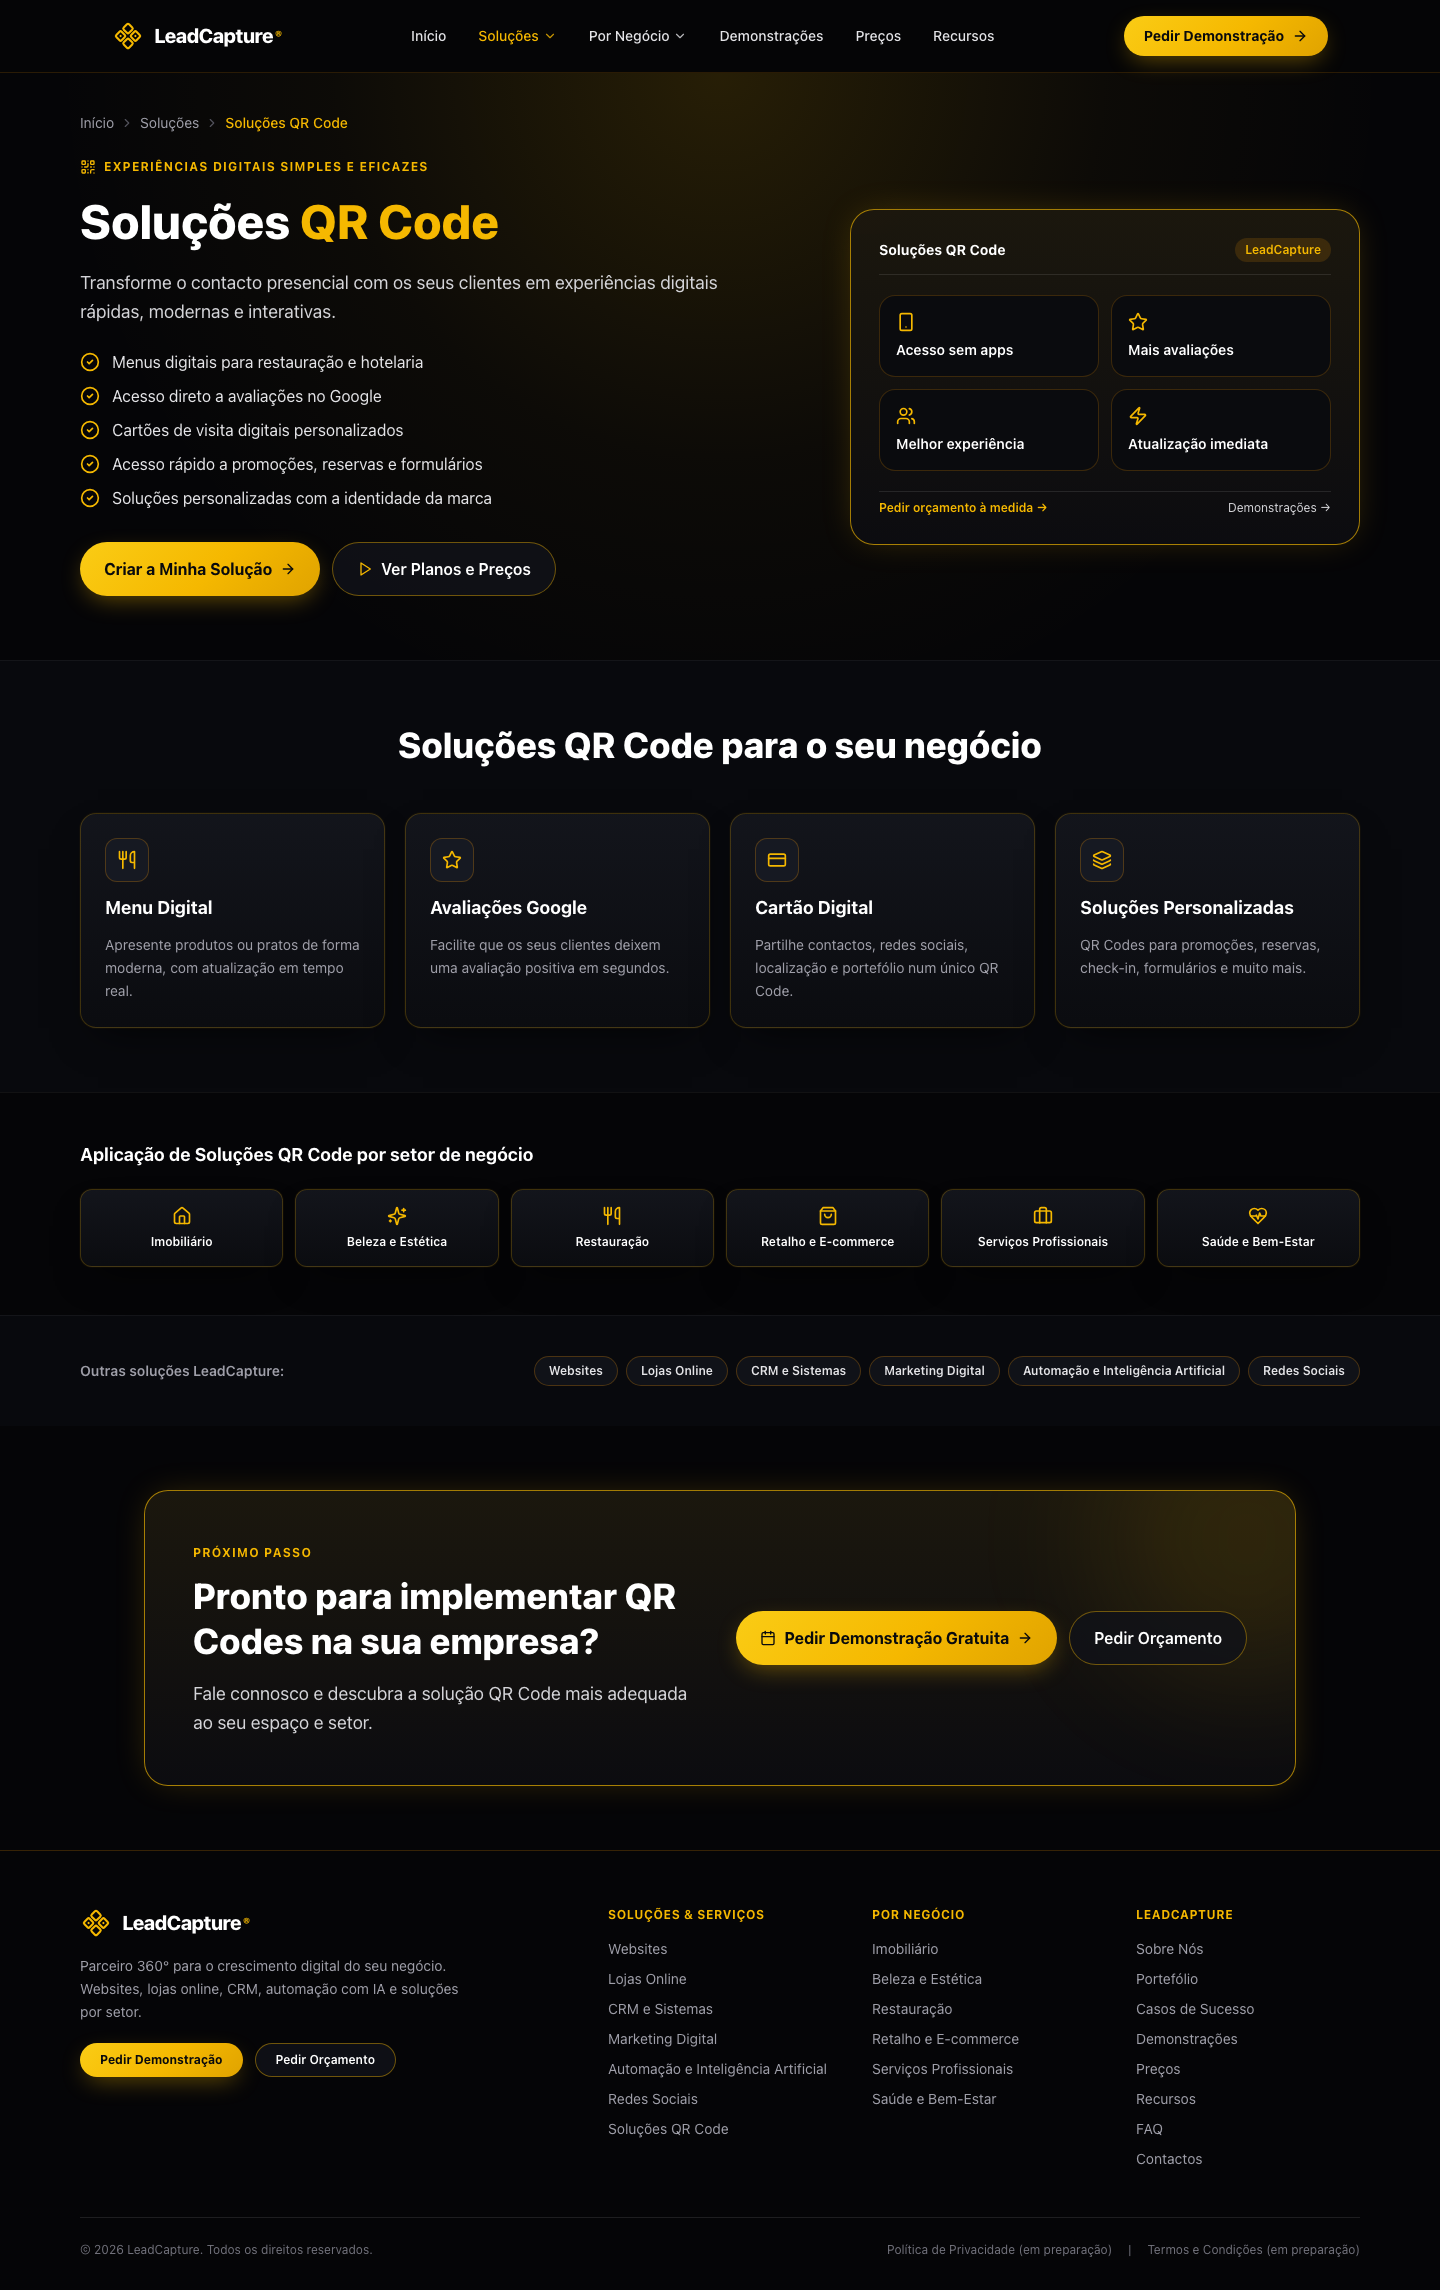 LeadCapture®
Início
Soluções
Por Negócio
Demonstrações
Preços
Recursos
Pedir Demonstração →
Início > Soluções > Soluções QR Code
EXPERIÊNCIAS DIGITAIS SIMPLES E EFICAZES
Soluções QR Code
Transforme o contacto presencial com os seus clientes em experiências digitais
rápidas, modernas e interativas.
Menus digitais para restauração e hotelaria
Acesso direto a avaliações no Google
Cartões de visita digitais personalizados
Acesso rápido a promoções, reservas e formulários
Soluções personalizadas com a identidade da marca
Criar a Minha Solução →
Ver Planos e Preços
Soluções QR Code
LeadCapture
Acesso sem apps
Mais avaliações
Melhor experiência
Atualização imediata
Pedir orçamento à medida →
Demonstrações →
Soluções QR Code para o seu negócio
Menu Digital
Apresente produtos ou pratos de forma
moderna, com atualização em tempo
real.
Avaliações Google
Facilite que os seus clientes deixem
uma avaliação positiva em segundos.
Cartão Digital
Partilhe contactos, redes sociais,
localização e portefólio num único QR
Code.
Soluções Personalizadas
QR Codes para promoções, reservas,
check-in, formulários e muito mais.
Aplicação de Soluções QR Code por setor de negócio
Imobiliário
Beleza e Estética
Restauração
Retalho e E-commerce
Serviços Profissionais
Saúde e Bem-Estar
Outras soluções LeadCapture:
Websites
Lojas Online
CRM e Sistemas
Marketing Digital
Automação e Inteligência Artificial
Redes Sociais
PRÓXIMO PASSO
Pronto para implementar QR
Codes na sua empresa?
Fale connosco e descubra a solução QR Code mais adequada
ao seu espaço e setor.
Pedir Demonstração Gratuita →
Pedir Orçamento
LeadCapture®
Parceiro 360° para o crescimento digital do seu negócio.
Websites, lojas online, CRM, automação com IA e soluções
por setor.
Pedir Demonstração
Pedir Orçamento
SOLUÇÕES & SERVIÇOS
Websites
Lojas Online
CRM e Sistemas
Marketing Digital
Automação e Inteligência Artificial
Redes Sociais
Soluções QR Code
POR NEGÓCIO
Imobiliário
Beleza e Estética
Restauração
Retalho e E-commerce
Serviços Profissionais
Saúde e Bem-Estar
LEADCAPTURE
Sobre Nós
Portefólio
Casos de Sucesso
Demonstrações
Preços
Recursos
FAQ
Contactos
© 2026 LeadCapture. Todos os direitos reservados.
Política de Privacidade (em preparação) | Termos e Condições (em preparação)